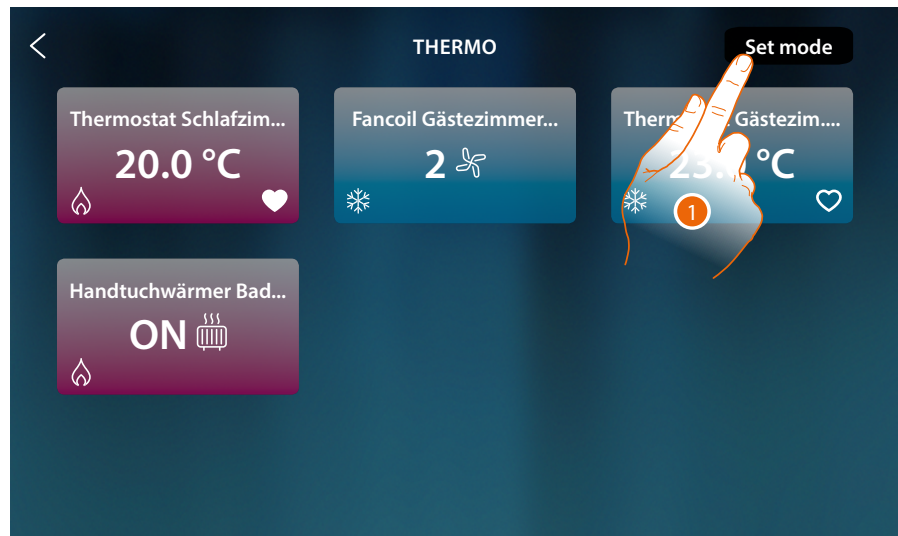 THERMO
Set mode
Thermostat Schlafzim...
20.0 °C
Fancoil Gästezimmer...
2
Gästezim....
°C
1
Handtuchwärmer Bad...
ON